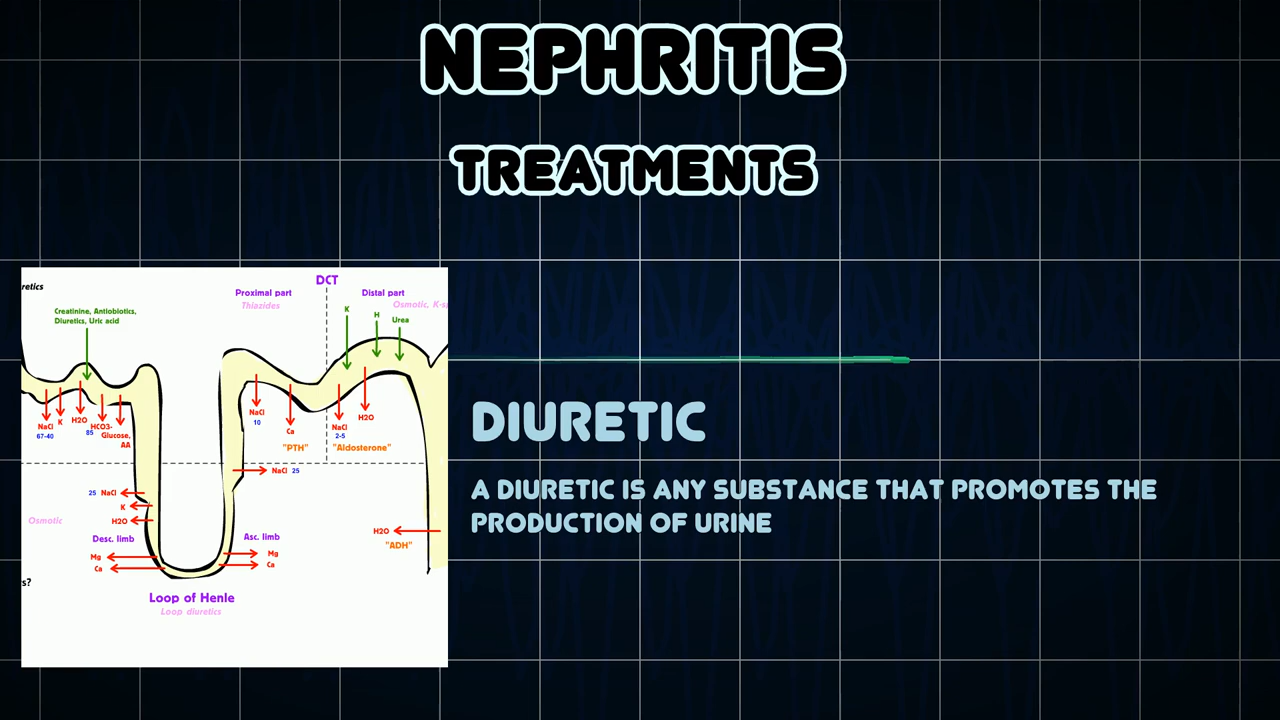 NEPHRITIS
TREATMENTS
retics
Creatinine, Antiobiotics,
Diuretics, Uric acid
DCT
Proximal part
Thiazides
Distal part
Osmotic, K-s
K
H
Urea
NaCl
67-40
K
H2O
85
HCO3-
Glucose,
AA
NaCl
10
Ca
"PTH"
NaCl
2-5
H2O
"Aldosterone"
NaCl 25
25 NaCl
K
H2O
Osmotic
Desc. limb
Mg
Ca
Asc. limb
Mg
Ca
H2O
"ADH"
s?
Loop of Henle
Loop diuretics
DIURETIC
A DIURETIC IS ANY SUBSTANCE THAT PROMOTES THE
PRODUCTION OF URINE